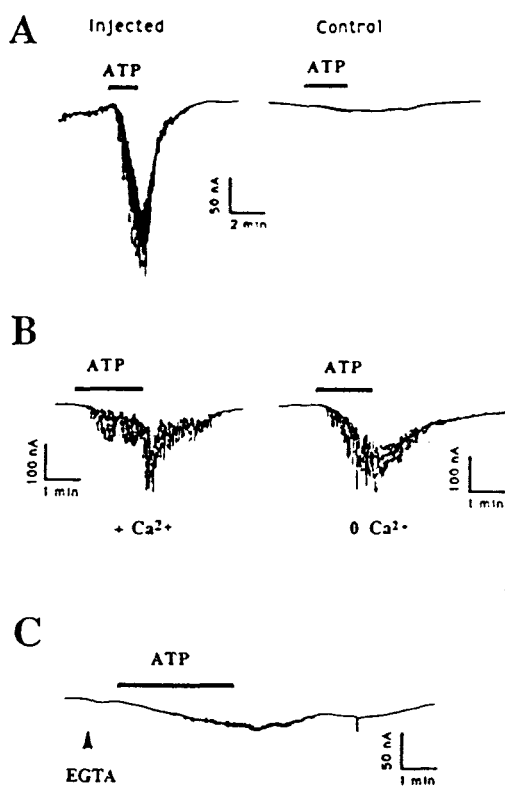 A
Injected
Control
ATP
ATP
50 nA
2 min
B
ATP
ATP
100 nA
1 min
100 nA
1 min
+ Ca2+
0 Ca2+
C
ATP
EGTA
50 nA
1 min